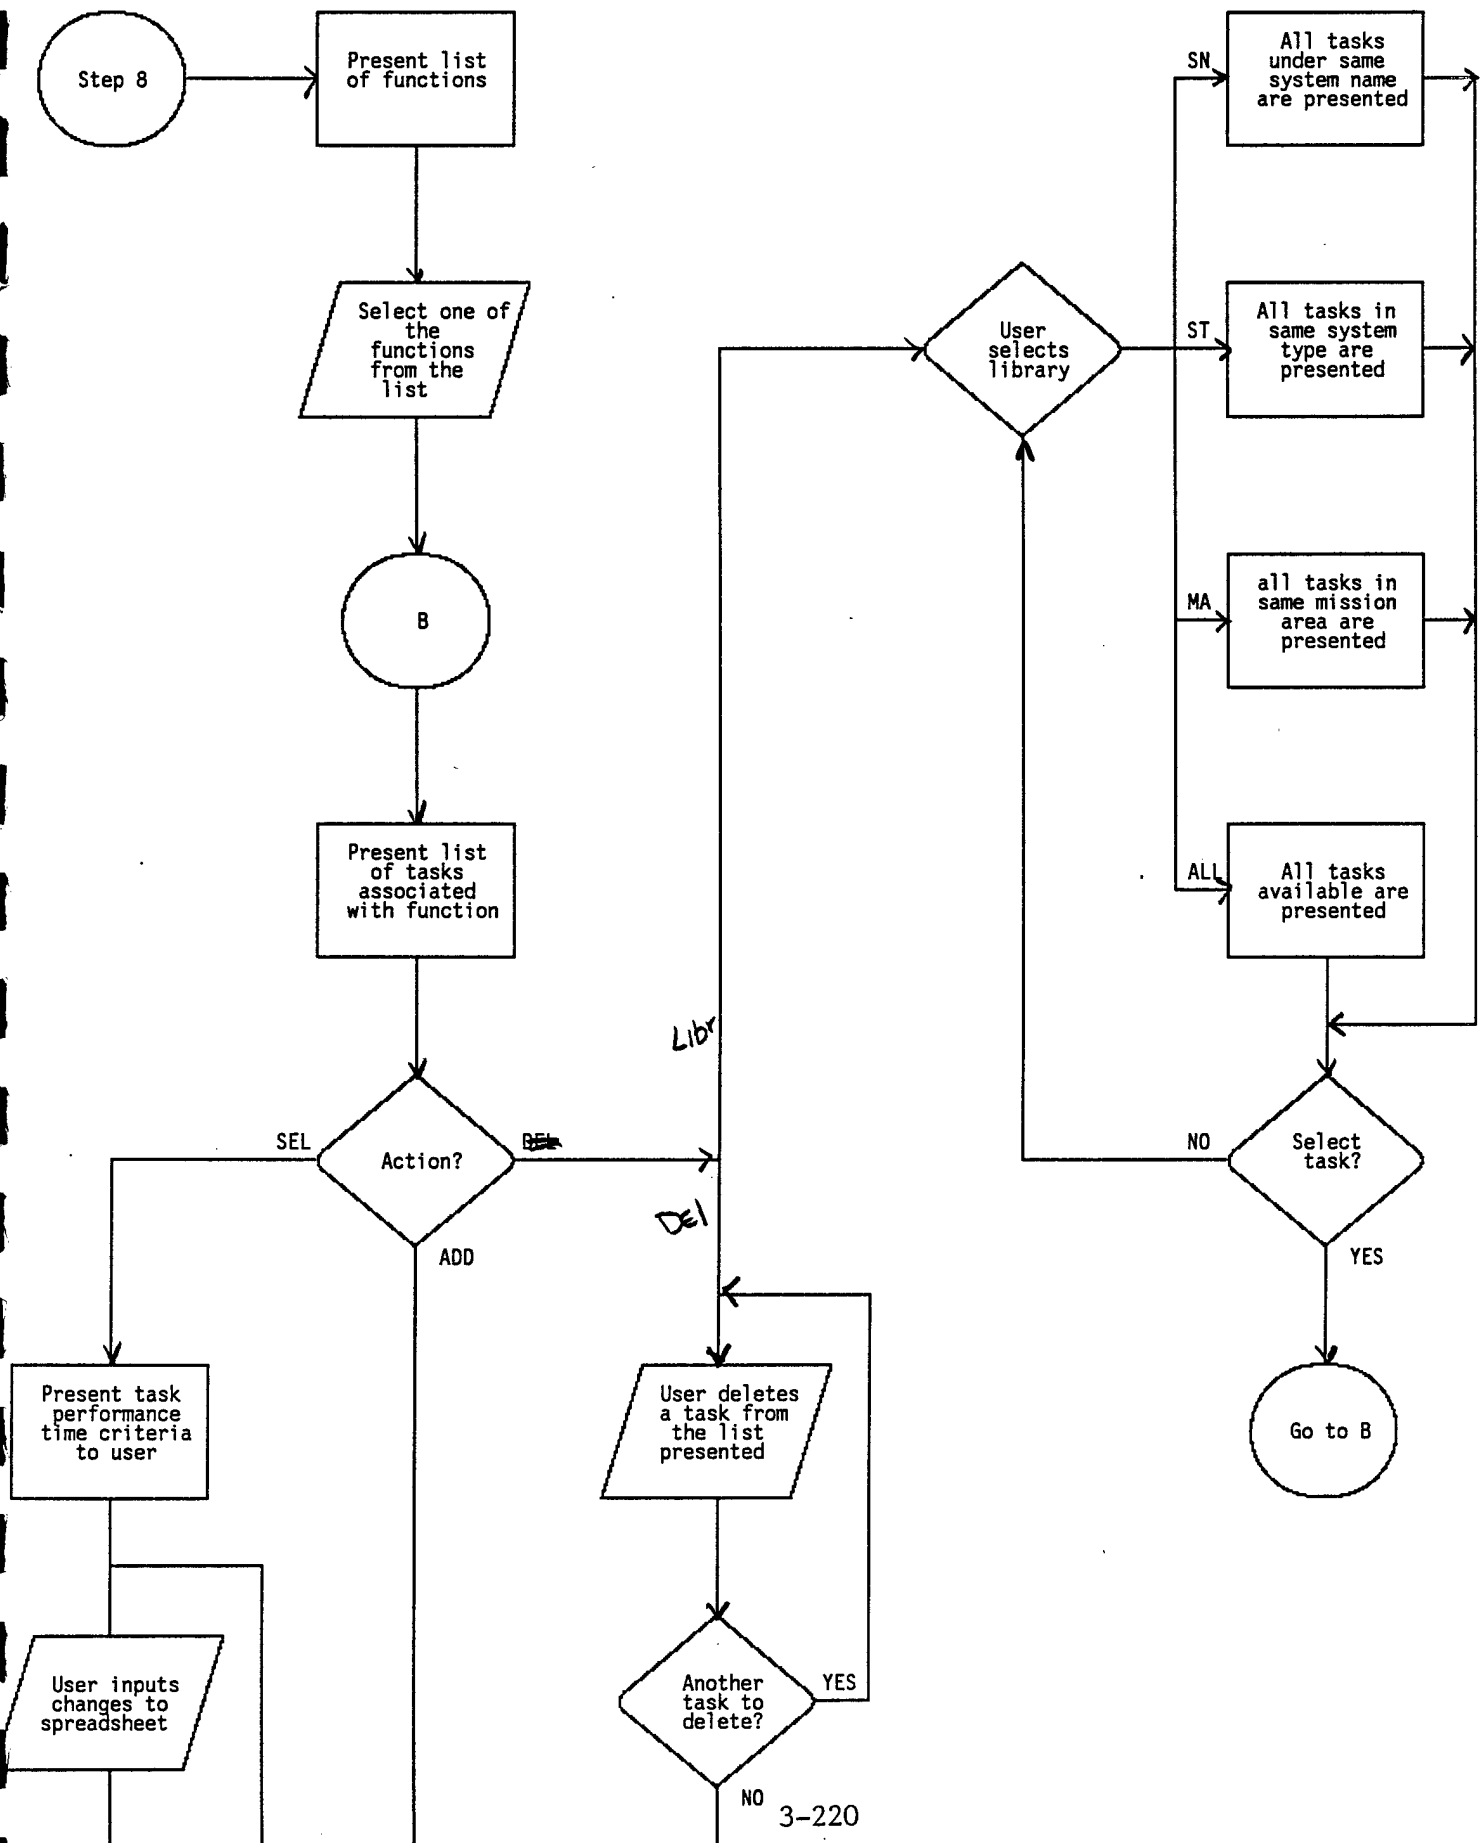 Step 8
Present list
of functions
Select one of
the
functions
from the
list
B
Present list
of tasks
associated
with function
Action?
SEL
DEL
ADD
Libr
Del
Present task
performance
time criteria
to user
User inputs
changes to
spreadsheet
User deletes
a task from
the list
presented
Another
task to
delete?
YES
NO
User
selects
library
SN
All tasks
under same
system name
are presented
ST
All tasks in
same system
type are
presented
MA
all tasks in
same mission
area are
presented
ALL
All tasks
available are
presented
Select
task?
NO
YES
Go to B
3-220